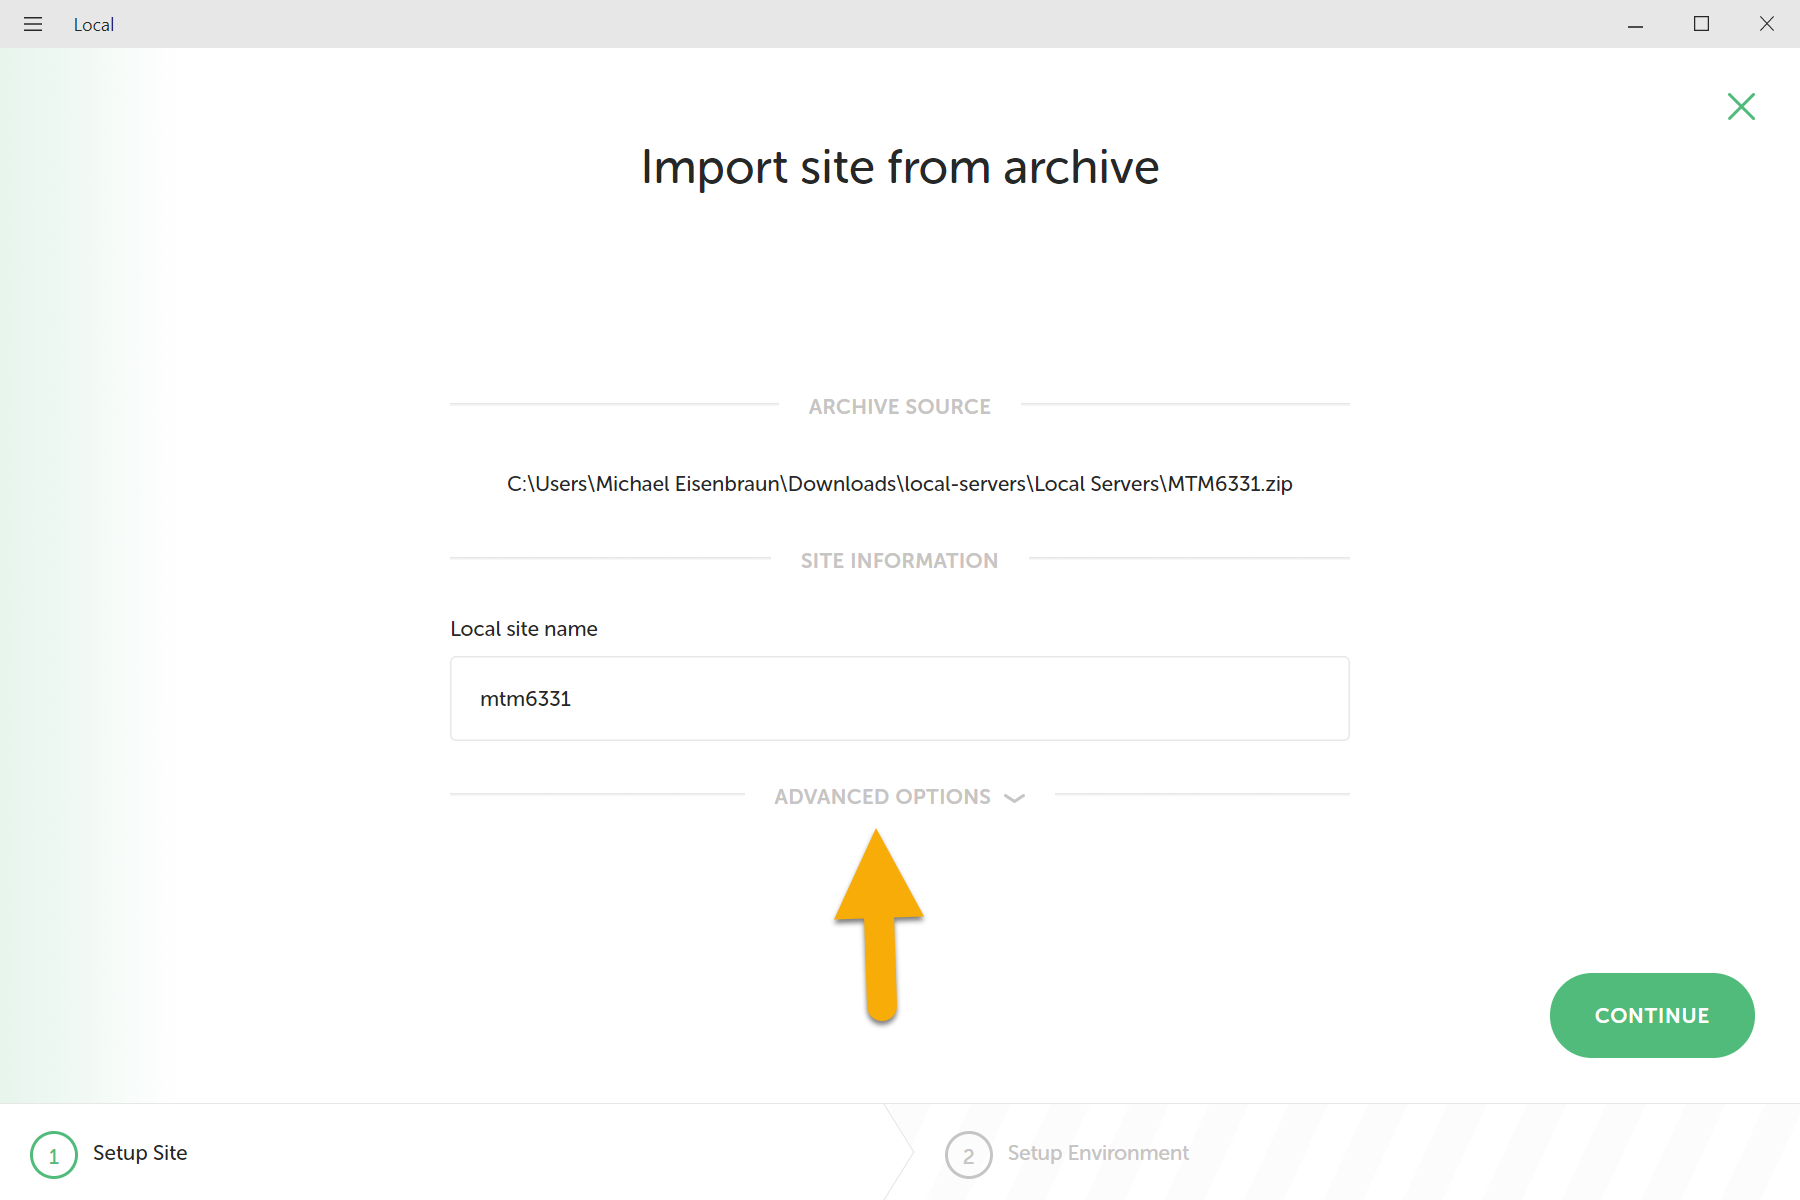 Local
Import site from archive
ARCHIVE SOURCE
C:\Users\Michael Eisenbraun\Downloads\local-servers\Local Servers\MTM6331.zip
SITE INFORMATION
Local site name
mtm6331
ADVANCED OPTIONS
CONTINUE
1 Setup Site
2 Setup Environment